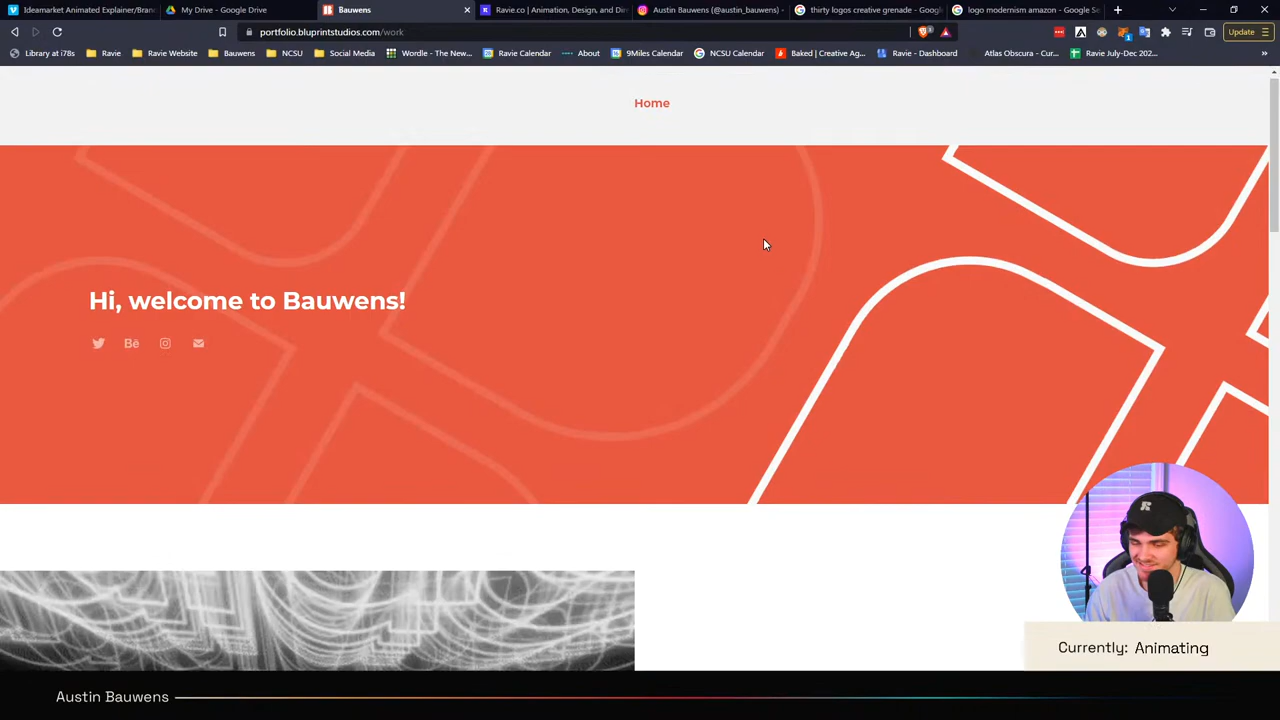 Ideamarket Animated Explainer/Brand
My Drive - Google Drive
Bauwens
Ravie.co | Animation, Design, and Dir
Austin Bauwens (@austin_bauwens) -
thirty logos creative grenade - Googl
logo modernism amazon - Google Se
portfolio.bluprintstudios.com/work
Update
Library at i78s
Ravie
Ravie Website
Bauwens
NCSU
Social Media
Wordle - The New...
Ravie Calendar
About
9Miles Calendar
NCSU Calendar
Baked | Creative Ag...
Ravie - Dashboard
Atlas Obscura - Cur...
Ravie July-Dec 202...
Home
Hi, welcome to Bauwens!
Currently: Animating
Austin Bauwens